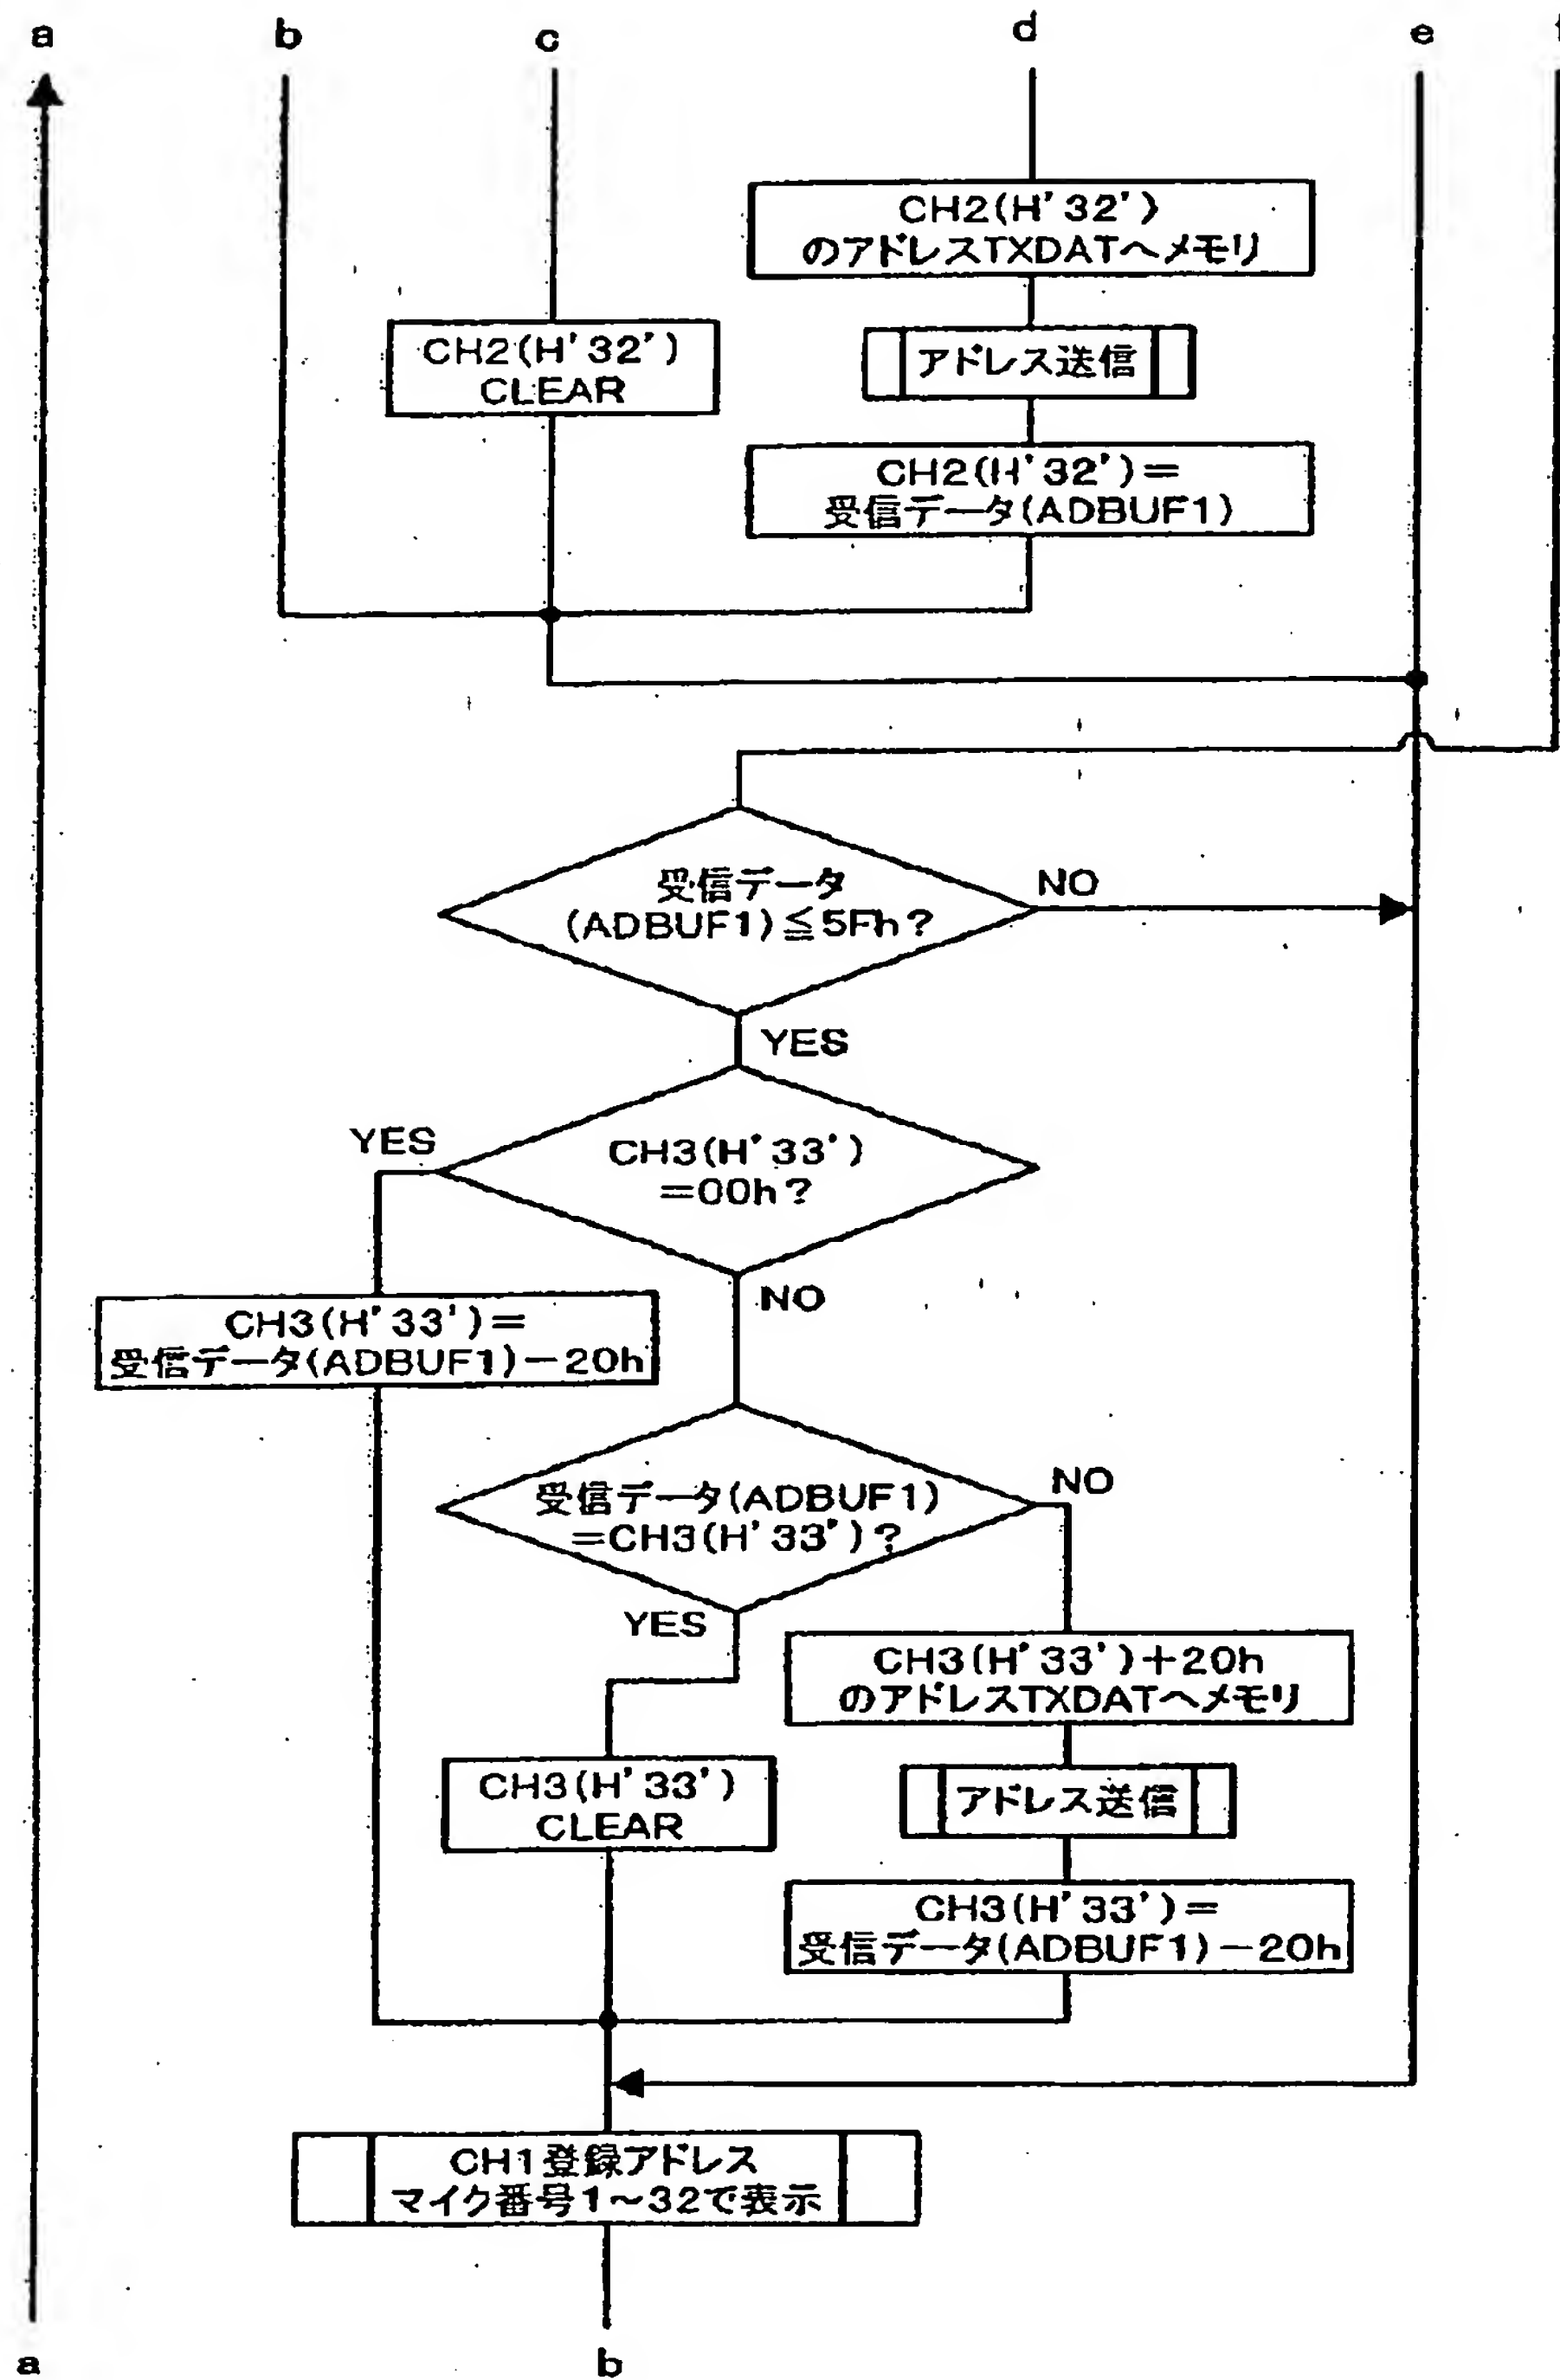 a
b
c
d
e
CH2(H'32')
のアドレスTXDATへメモリ
CH2(H'32')
CLEAR
アドレス送信
CH2(H'32')=
受信データ(ADBUF1)
受信データ
(ADBUF1)≦5Fh?
NO
YES
CH3(H'33')
=00h?
YES
NO
CH3(H'33')=
受信データ(ADBUF1)-20h
受信データ(ADBUF1)
=CH3(H'33')?
NO
YES
CH3(H'33')+20h
のアドレスTXDATへメモリ
CH3(H'33')
CLEAR
アドレス送信
CH3(H'33')=
受信データ(ADBUF1)-20h
CH1登録アドレス
マイク番号1~32で表示
a
b